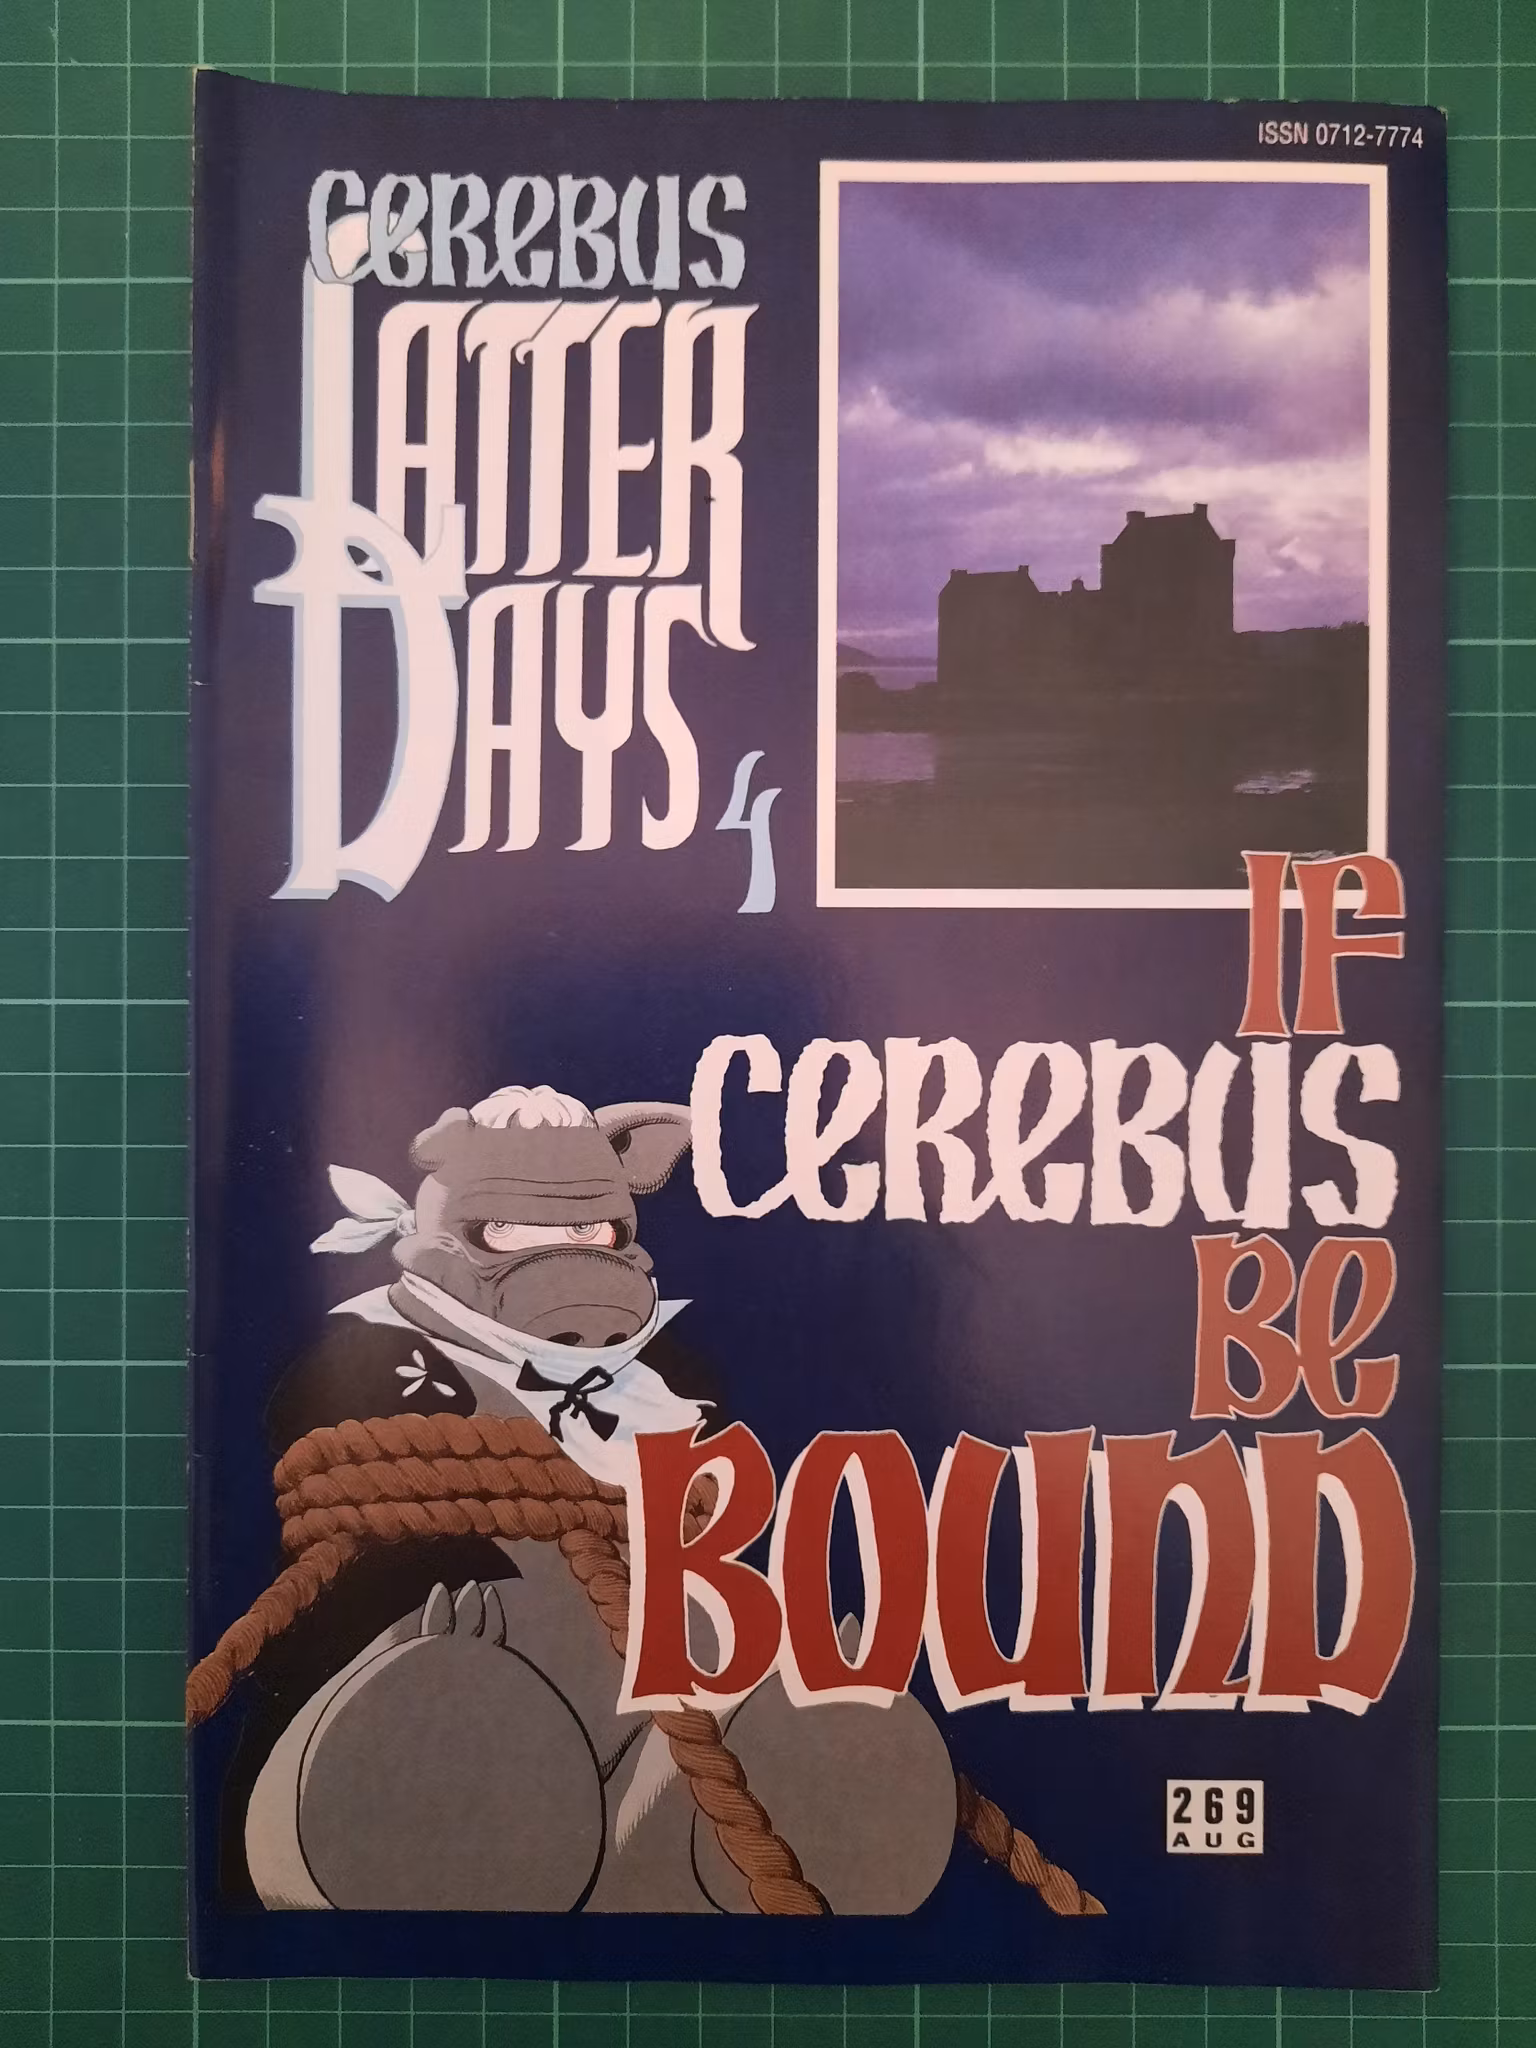 ISSN 0712-7774
CEREBUS
LATTER
DAYS 4
IF
CEREBUS
BE
BOUND
269
AUG